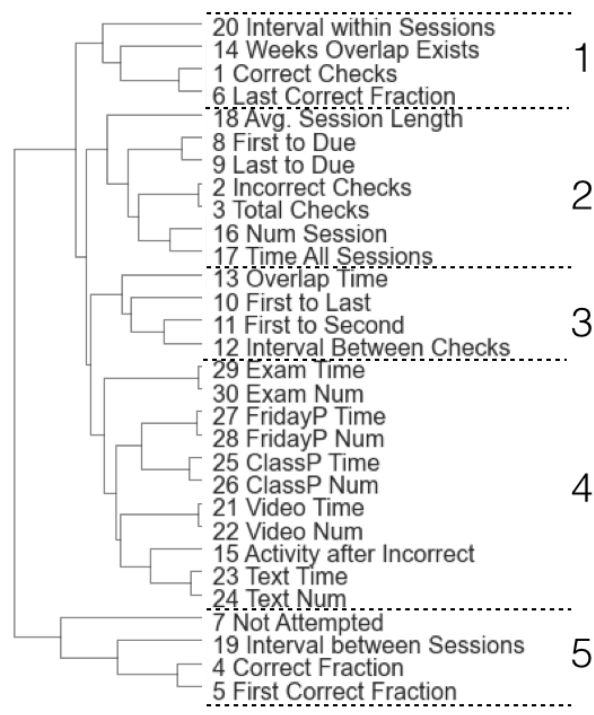 20 Interval within Sessions
14 Weeks Overlap Exists
1 Correct Checks
6 Last Correct Fraction
1
18 Avg. Session Length
8 First to Due
9 Last to Due
2 Incorrect Checks
3 Total Checks
16 Num Session
17 Time All Sessions
2
13 Overlap Time
10 First to Last
11 First to Second
12 Interval Between Checks
3
29 Exam Time
30 Exam Num
27 FridayP Time
28 FridayP Num
25 ClassP Time
26 ClassP Num
21 Video Time
22 Video Num
15 Activity after Incorrect
23 Text Time
24 Text Num
4
7 Not Attempted
19 Interval between Sessions
4 Correct Fraction
5 First Correct Fraction
5